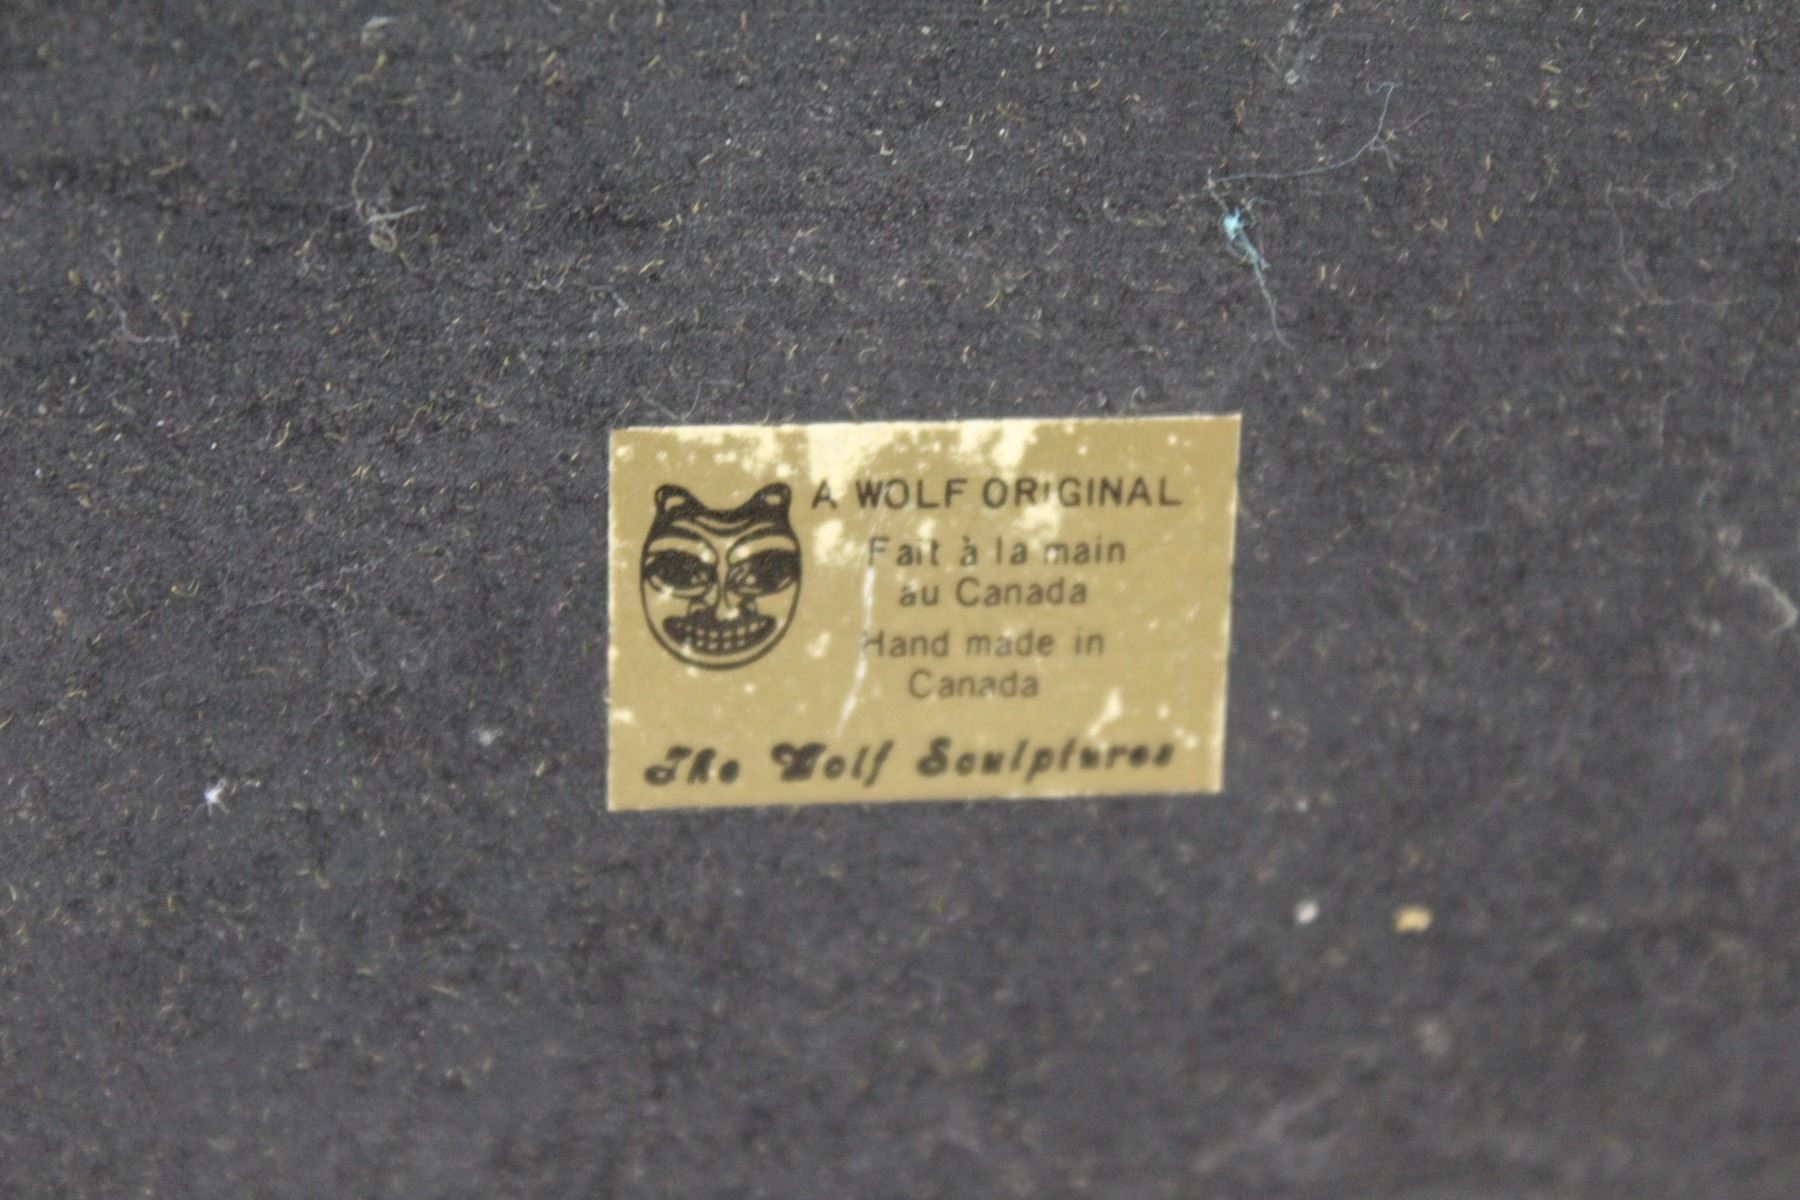 A WOLF ORIGINAL
Fait à la main
au Canada
Hand made in
Canada
The Wolf Sculptures